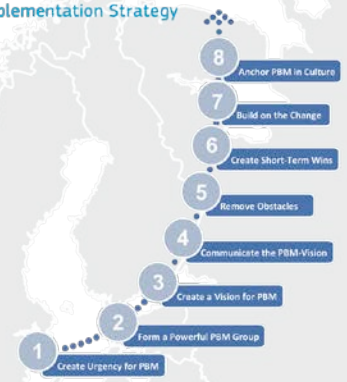 plementation Strategy
8
Anchor PBM in Culture
7
Build on the Change
6
Create Short-Term Wins
5
Remove Obstacles
4
Communicate the PBM-Vision
3
Create a Vision for PBM
2
Form a Powerful PBM Group
1
Create Urgency for PBM